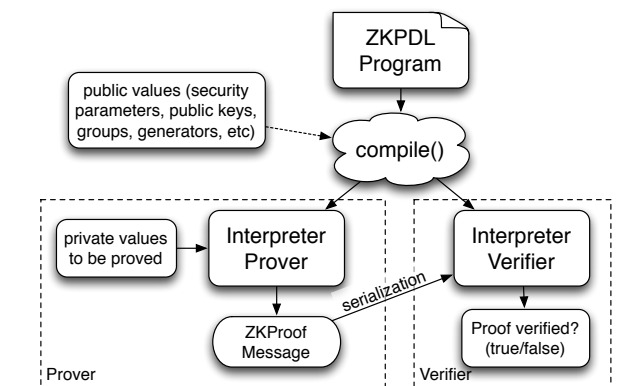 ZKPDL
Program
public values (security
parameters, public keys,
groups, generators, etc)
compile()
private values
to be proved
Interpreter
Prover
Interpreter
Verifier
serialization
ZKProof
Message
Proof verified?
(true/false)
Prover
Verifier